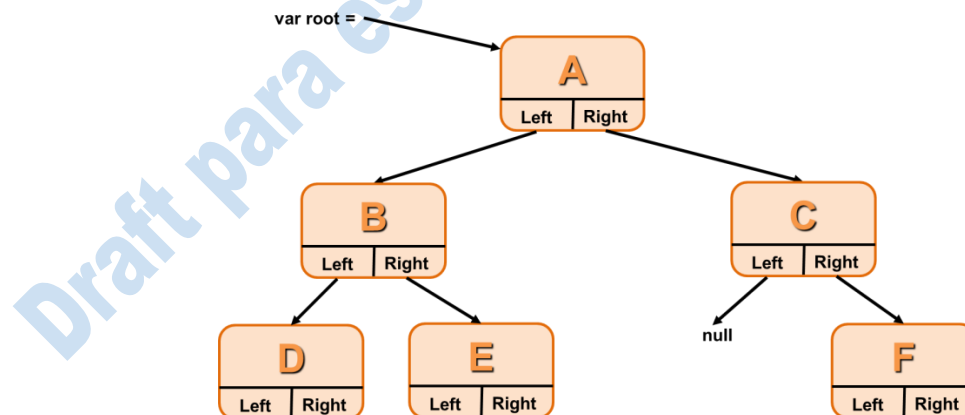 var root =
A
Left Right
B
Left Right
C
Left Right
null
D
Left Right
E
Left Right
F
Left Right
Draft para es